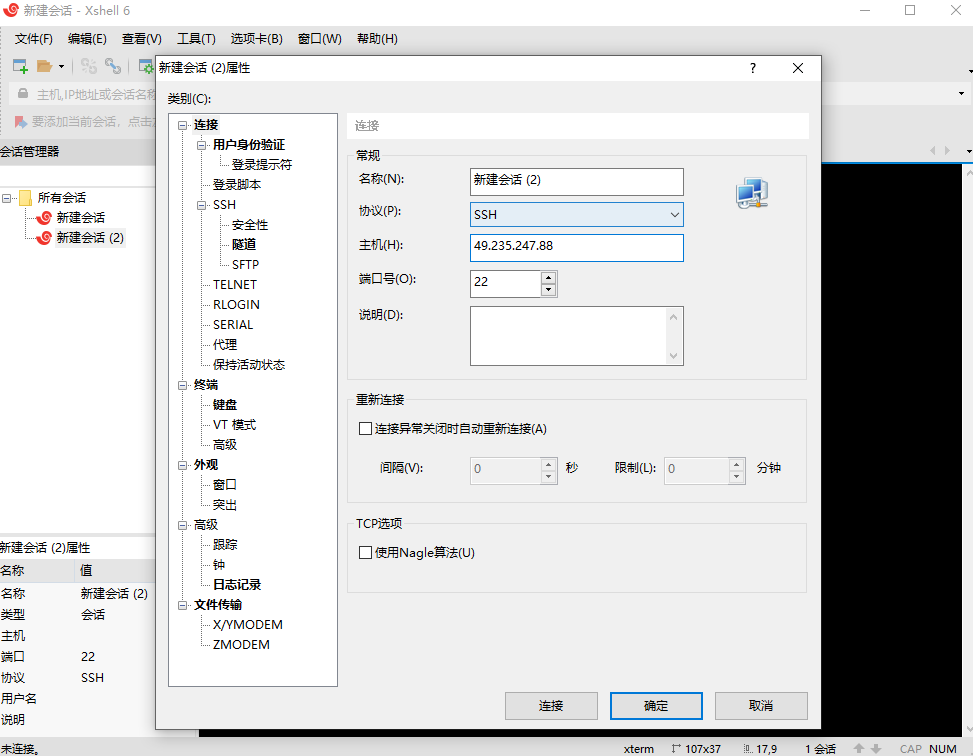 新建会话 - Xshell 6
文件(F) 编辑(E) 查看(V) 工具(T) 选项卡(B) 窗口(W) 帮助(H)
主机,IP地址或会话名称
要添加当前会话，点击
会话管理器
所有会话
新建会话
新建会话 (2)
新建会话 (2)属性
名称 值
名称 新建会话 (2)
类型 会话
主机
端口 22
协议 SSH
用户名
说明
新建会话 (2)属性 ?
类别(C):
连接
用户身份验证
登录提示符
登录脚本
SSH
安全性
隧道
SFTP
TELNET
RLOGIN
SERIAL
代理
保持活动状态
终端
键盘
VT 模式
高级
外观
窗口
突出
高级
跟踪
钟
日志记录
文件传输
X/YMODEM
ZMODEM
连接
常规
名称(N): 新建会话 (2)
协议(P): SSH
主机(H): 49.235.247.88
端口号(O): 22
说明(D):
重新连接
连接异常关闭时自动重新连接(A)
间隔(V): 0 秒 限制(L): 0 分钟
TCP选项
使用Nagle算法(U)
连接 确定 取消
未连接。 xterm 107x37 17,9 1 会话 CAP NUM